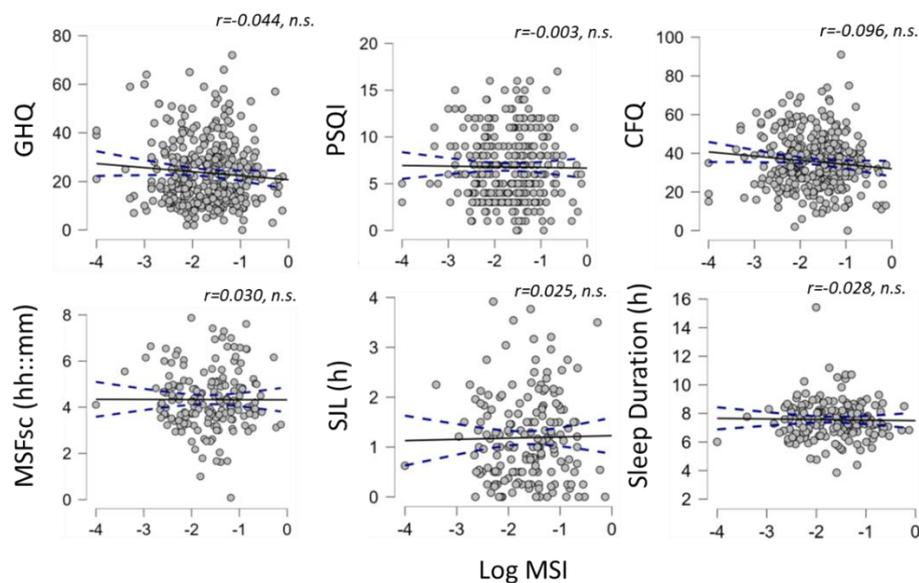 r=-0.044, n.s.
r=-0.003, n.s.
r=-0.096, n.s.
GHQ
80
60
40
20
0
-4 -3 -2 -1 0
PSQI
20
15
10
5
0
-4 -3 -2 -1 0
CFQ
100
80
60
40
20
0
-4 -3 -2 -1 0
r=0.030, n.s.
r=0.025, n.s.
r=-0.028, n.s.
MSFsc (hh::mm)
8
6
4
2
0
-4 -3 -2 -1 0
SJL (h)
4
3
2
1
0
-4 -3 -2 -1 0
Sleep Duration (h)
16
14
12
10
8
6
4
2
-4 -3 -2 -1 0
Log MSI